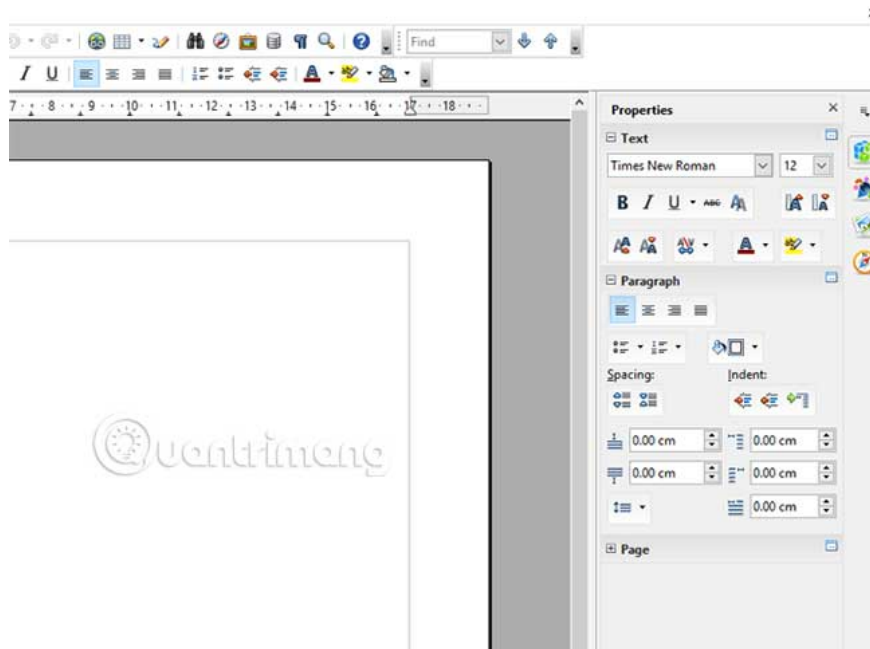 Find
I U A
7 8 9 10 11 12 13 14 15 16 17 18
Properties
Text
Times New Roman 12
B I U ABC
Paragraph
Spacing: Indent:
0.00 cm 0.00 cm
0.00 cm 0.00 cm
0.00 cm
Page
Quantrimang